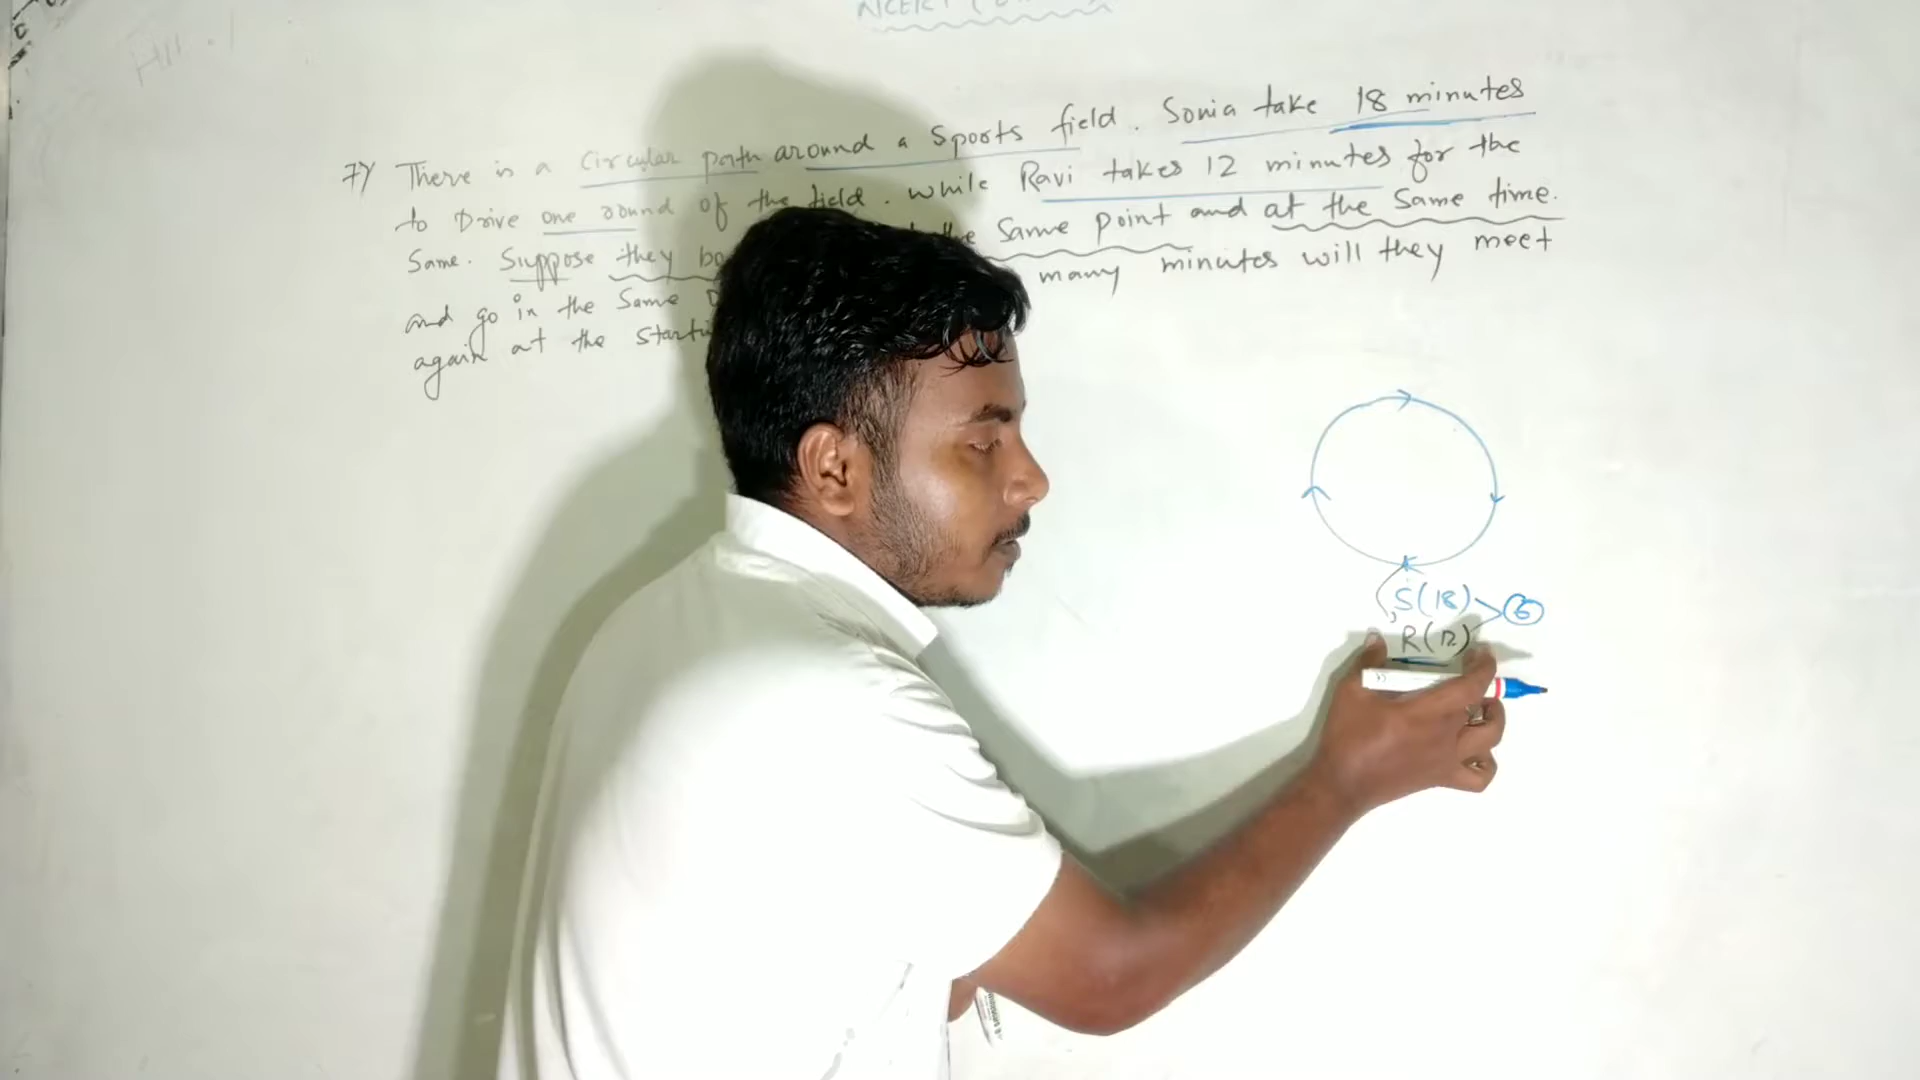 NCERT (
7) There is a circular path around a sports field. Sonia take 18 minutes
to Drive one round of the field. while Ravi takes 12 minutes for the
Same. Suppose they bo the Same point and at the Same time.
and go in the Same D many minutes will they meet
again at the starti
S(18) 6
R(12)